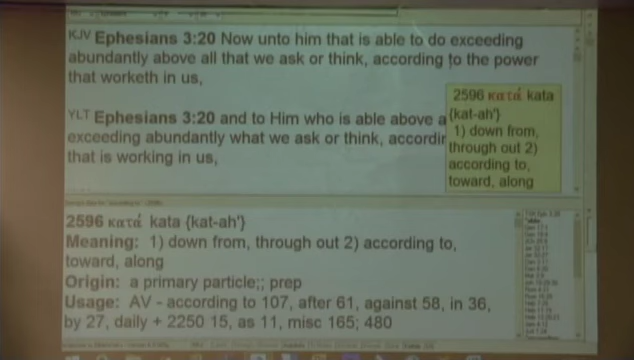 KJV Ephesians 3:20 Now unto him that is able to do exceeding
abundantly above all that we ask or think, according to the power
that worketh in us,
YLT Ephesians 3:20 and to Him who is able above a
exceeding abundantly what we ask or think, accordin
that is working in us,
2596 κατά kata
{kat-ah'}
1) down from,
through out 2)
according to,
toward, along
2596 κατά kata {kat-ah'}
Meaning: 1) down from, through out 2) according to,
toward, along
Origin: a primary particle;; prep
Usage: AV - according to 107, after 61, against 58, in 36,
by 27, daily + 2250 15, as 11, misc 165; 480